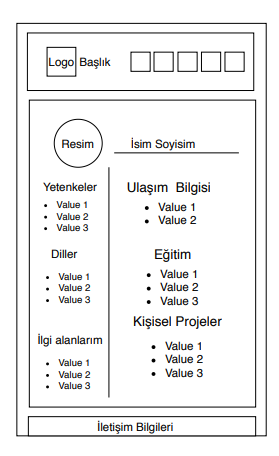 Logo Başlık
Resim
İsim Soyisim
Yetenkeler
• Value 1
• Value 2
• Value 3
Diller
• Value 1
• Value 2
• Value 3
İlgi alanlarım
• Value 1
• Value 2
• Value 3
Ulaşım Bilgisi
• Value 1
• Value 2
Eğitim
• Value 1
• Value 2
• Value 3
Kişisel Projeler
• Value 1
• Value 2
• Value 3
İletişim Bilgileri